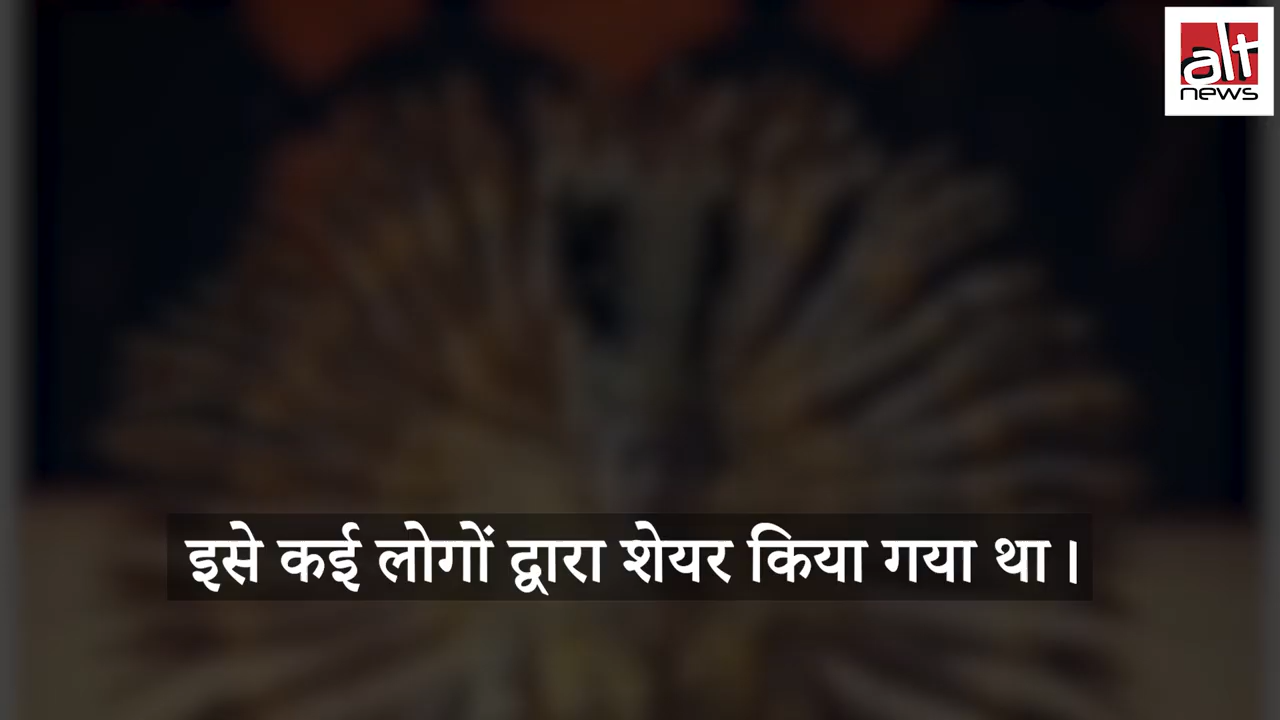 alt
news
इसे कई लोगों द्वारा शेयर किया गया था।